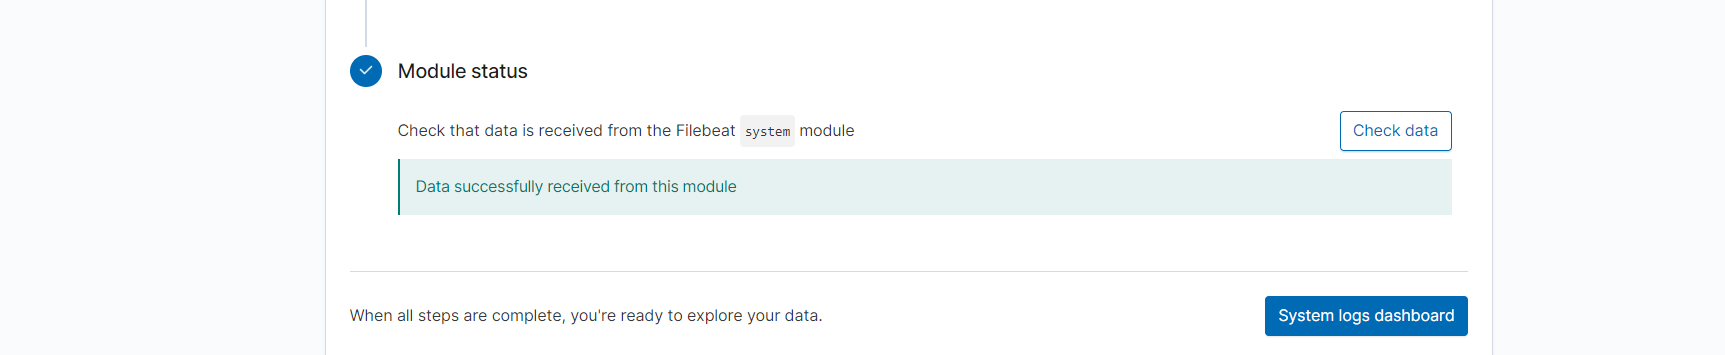 Module status
Check that data is received from the Filebeat system module
Check data
Data successfully received from this module
When all steps are complete, you're ready to explore your data.
System logs dashboard